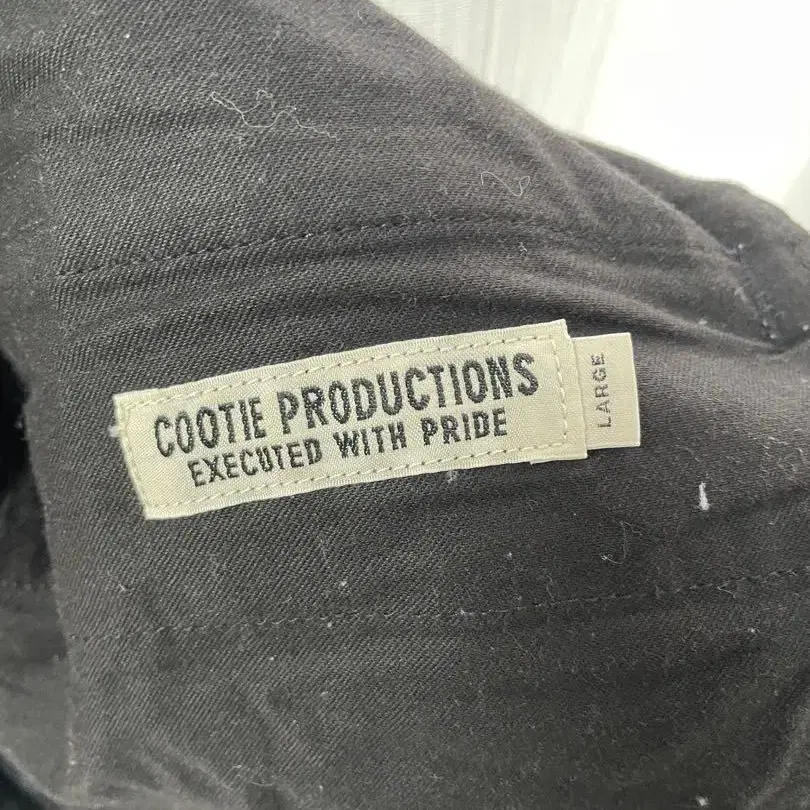 COOTIE PRODUCTIONS
EXECUTED WITH PRIDE
LARGE